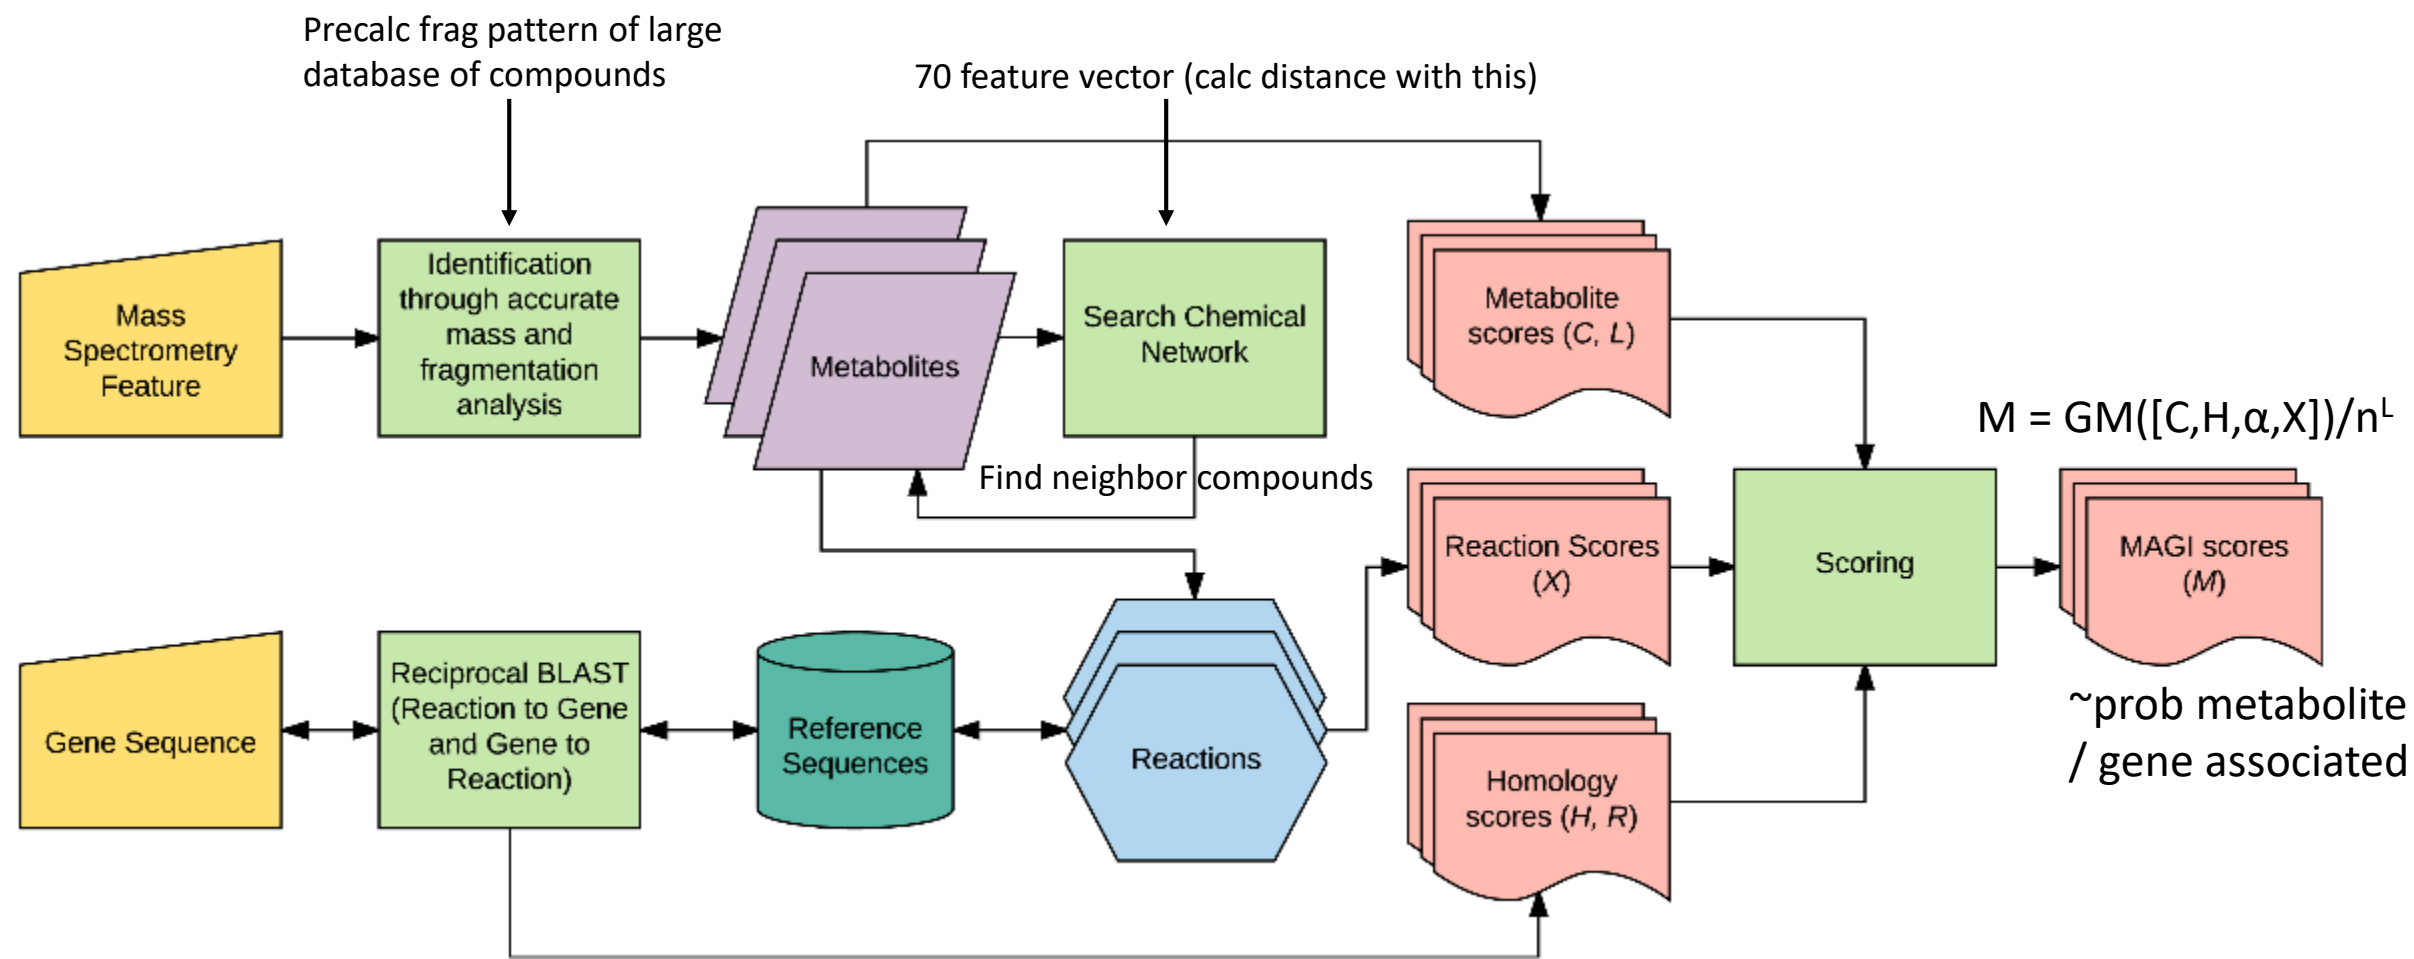 Precalc frag pattern of large
database of compounds
70 feature vector (calc distance with this)
Mass
Spectrometry
Feature
Identification
through accurate
mass and
fragmentation
analysis
Metabolites
Search Chemical
Network
Find neighbor compounds
Metabolite
scores (C, L)
M = GM([C,H,α,X])/nᴸ
Reaction Scores
(X)
Scoring
MAGI scores
(M)
~prob metabolite
/ gene associated
Gene Sequence
Reciprocal BLAST
(Reaction to Gene
and Gene to
Reaction)
Reference
Sequences
Reactions
Homology
scores (H, R)